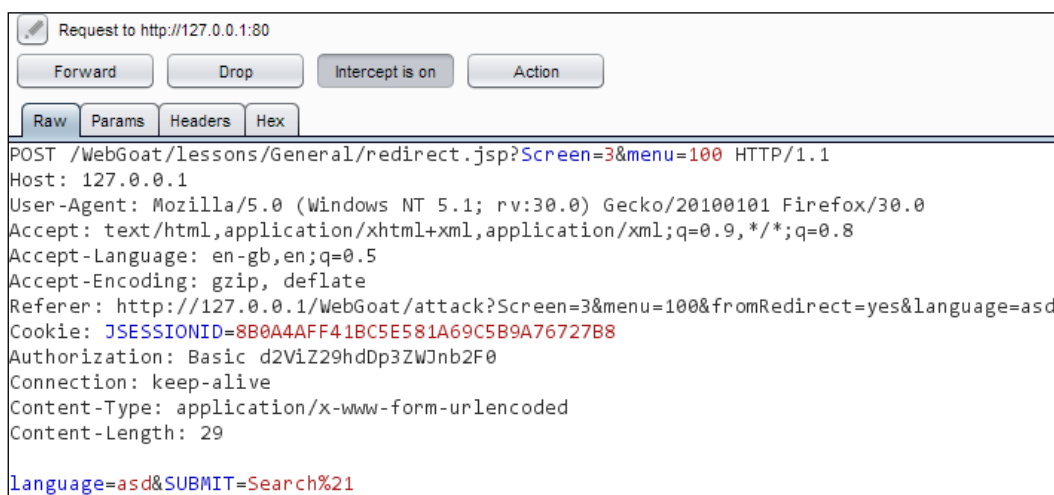 Request to http://127.0.0.1:80
Forward Drop Intercept is on Action
Raw Params Headers Hex
POST /WebGoat/lessons/General/redirect.jsp?Screen=3&menu=100 HTTP/1.1
Host: 127.0.0.1
User-Agent: Mozilla/5.0 (Windows NT 5.1; rv:30.0) Gecko/20100101 Firefox/30.0
Accept: text/html,application/xhtml+xml,application/xml;q=0.9,*/*;q=0.8
Accept-Language: en-gb,en;q=0.5
Accept-Encoding: gzip, deflate
Referer: http://127.0.0.1/WebGoat/attack?Screen=3&menu=100&fromRedirect=yes&language=asd
Cookie: JSESSIONID=8B0A4AFF41BC5E581A69C5B9A76727B8
Authorization: Basic d2ViZ29hdDp3ZWJnb2F0
Connection: keep-alive
Content-Type: application/x-www-form-urlencoded
Content-Length: 29
language=asd&SUBMIT=Search%21